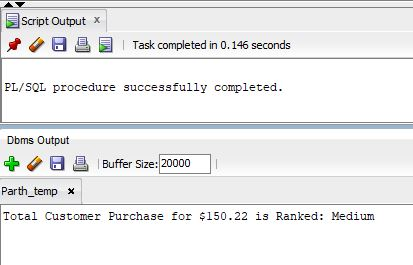 Script Output x
Task completed in 0.146 seconds
PL/SQL procedure successfully completed.
Dbms Output
Buffer Size: 20000
Parth_temp x
Total Customer Purchase for $150.22 is Ranked: Medium